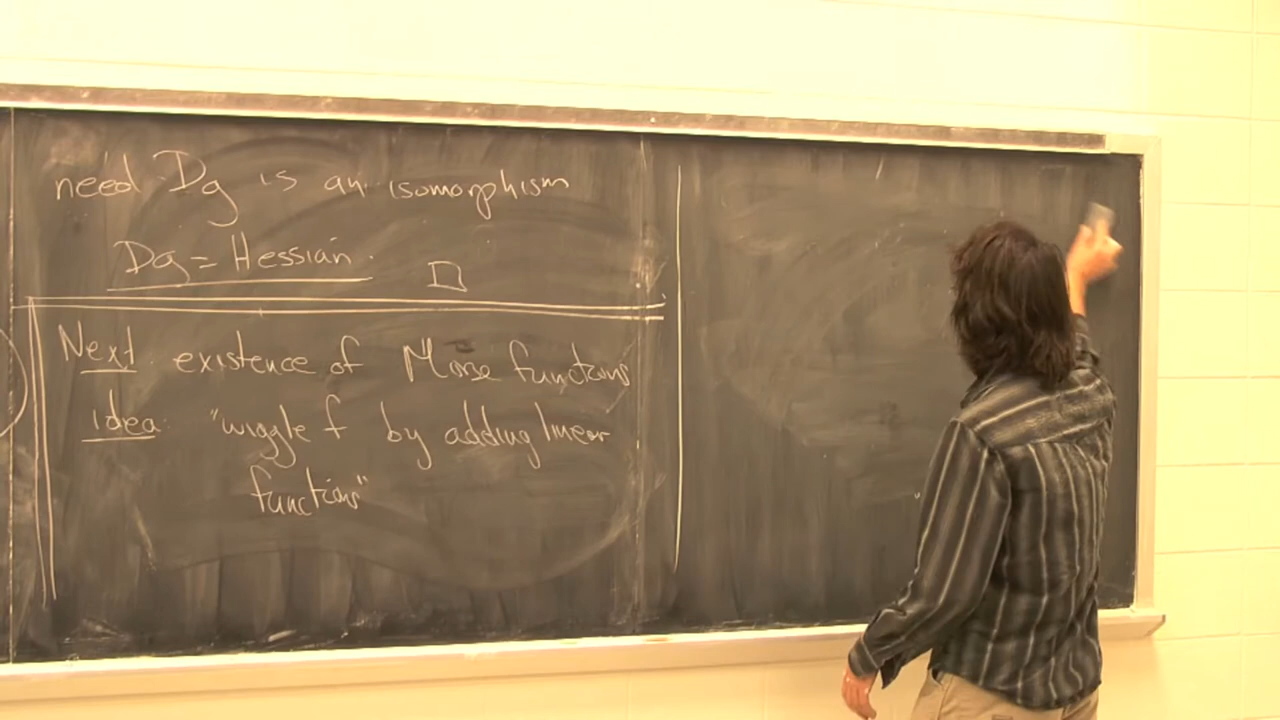 need Dg is an isomorphism
Dg = Hessian. □
Next. existence of Morse functions
idea: "wiggle f by adding linear
functions"